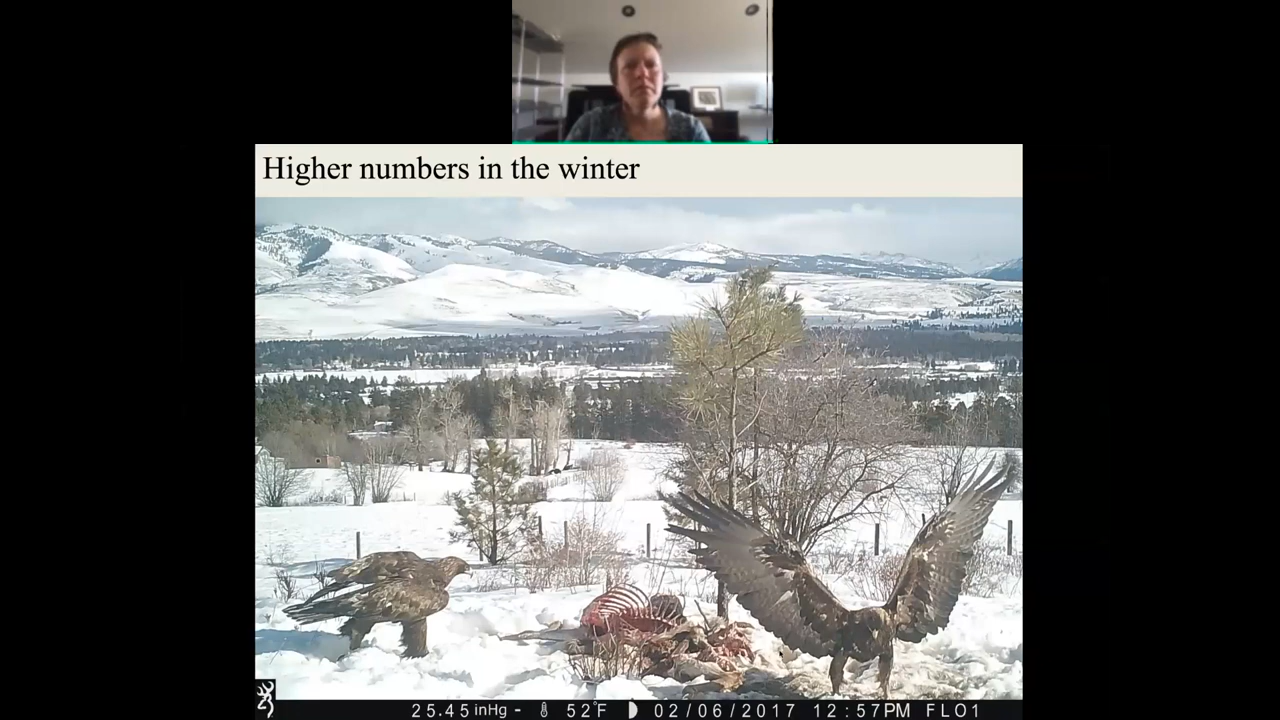 Higher numbers in the winter
25.45 inHg - 52°F 02/06/2017 12:57PM FLO1